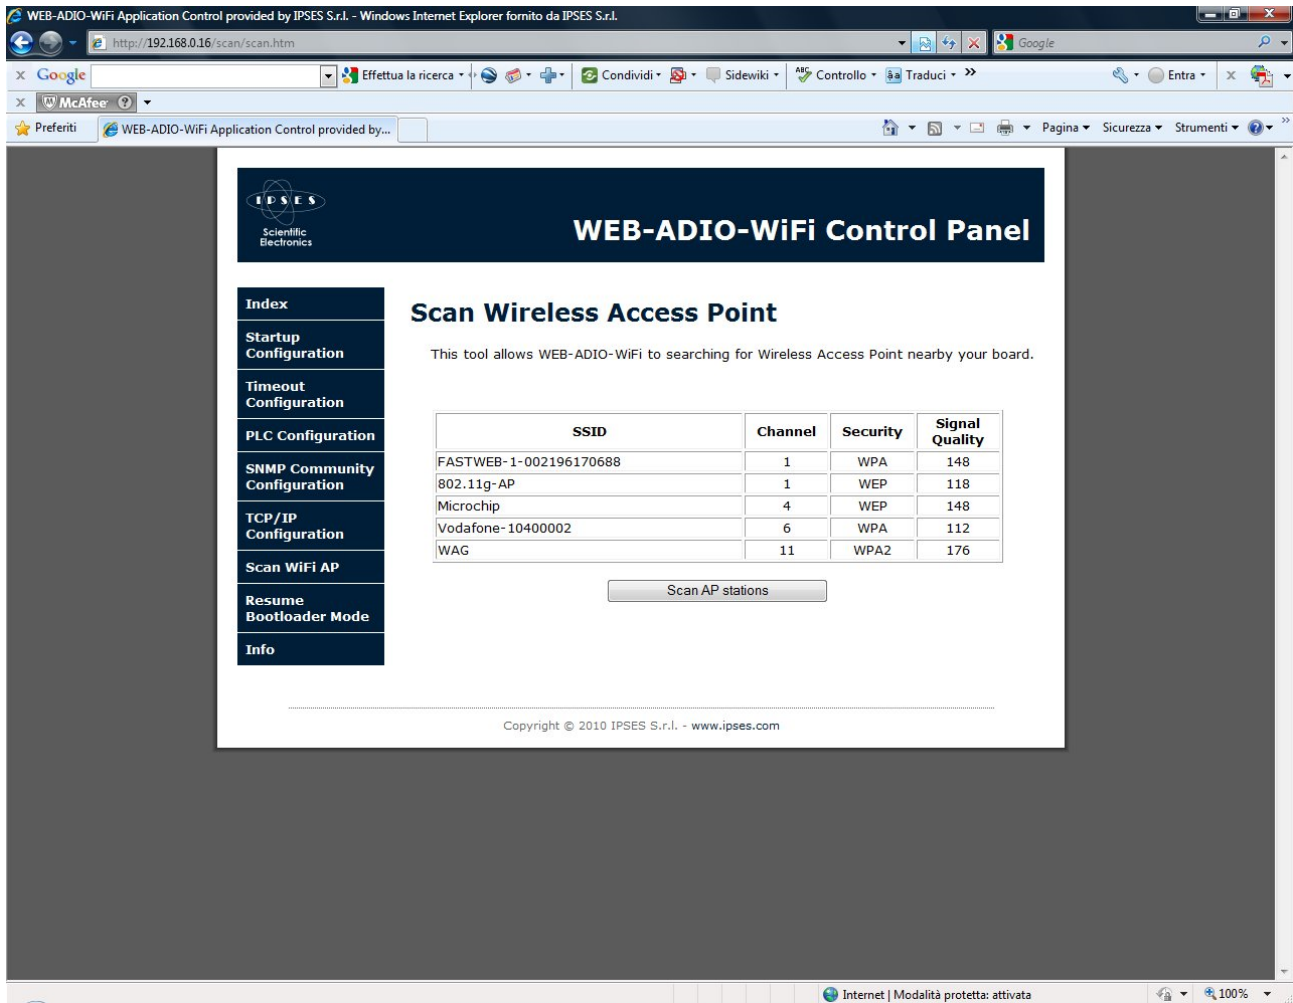 WEB-ADIO-WiFi Application Control provided by IPSES S.r.l. - Windows Internet Explorer fornito da IPSES S.r.l.
http://192.168.0.16/scan/scan.htm
Google
x Google Effettua la ricerca Condividi Sidewiki ABC Controllo Traduci » Entra x
x McAfee ?
Preferiti WEB-ADIO-WiFi Application Control provided by... Pagina Sicurezza Strumenti »
IPSES
Scientific
Electronics
WEB-ADIO-WiFi Control Panel
Index
Startup
Configuration
Timeout
Configuration
PLC Configuration
SNMP Community
Configuration
TCP/IP
Configuration
Scan WiFi AP
Resume
Bootloader Mode
Info
Scan Wireless Access Point
This tool allows WEB-ADIO-WiFi to searching for Wireless Access Point nearby your board.
SSID Channel Security Signal Quality
FASTWEB-1-002196170688 1 WPA 148
802.11g-AP 1 WEP 118
Microchip 4 WEP 148
Vodafone-10400002 6 WPA 112
WAG 11 WPA2 176
Scan AP stations
Copyright © 2010 IPSES S.r.l. - www.ipses.com
Internet | Modalità protetta: attivata 100%